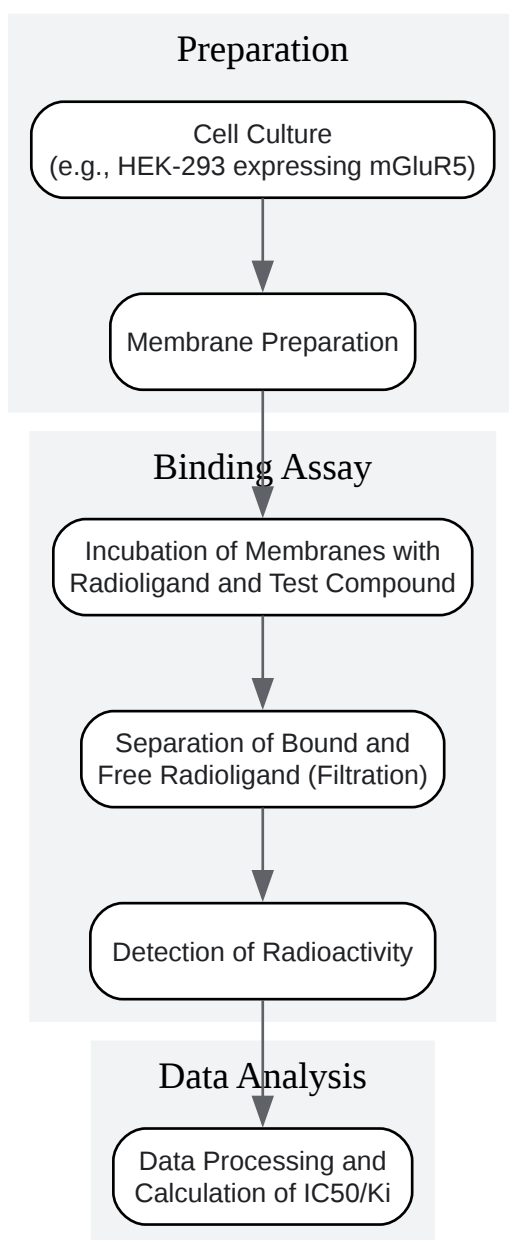 Preparation
Cell Culture
(e.g., HEK-293 expressing mGluR5)
Membrane Preparation
Binding Assay
Incubation of Membranes with
Radioligand and Test Compound
Separation of Bound and
Free Radioligand (Filtration)
Detection of Radioactivity
Data Analysis
Data Processing and
Calculation of IC50/Ki